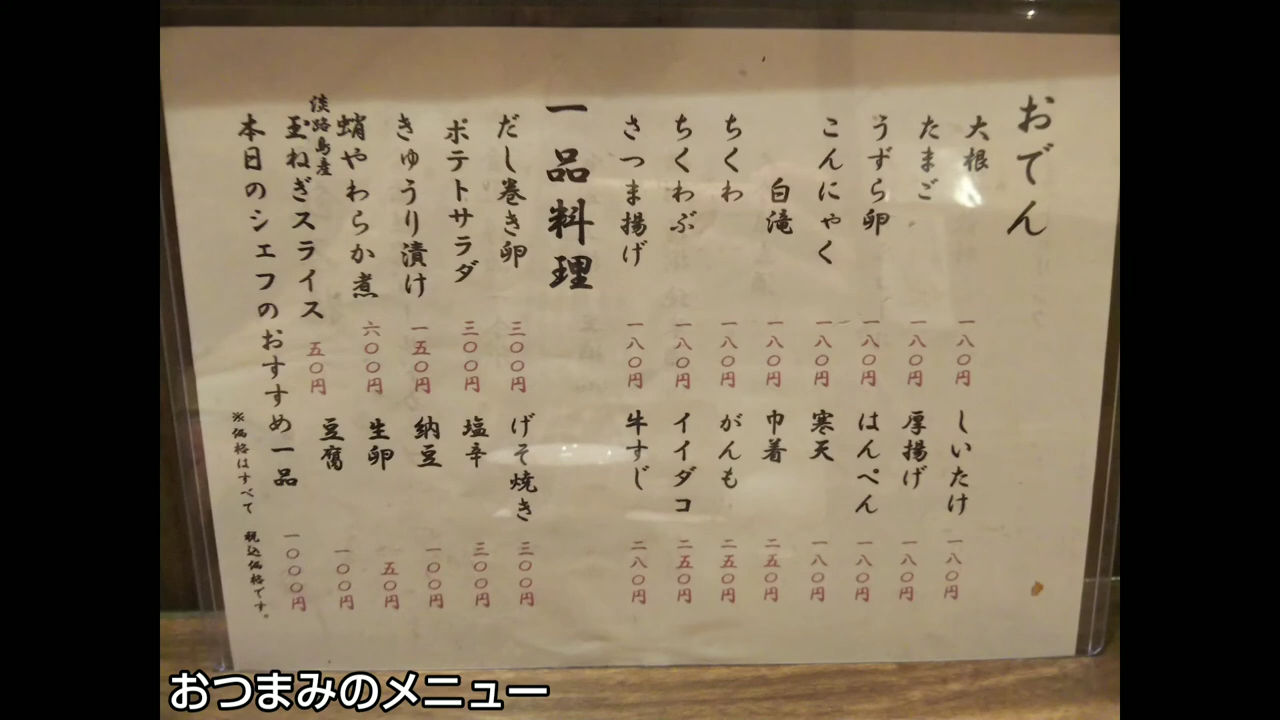 おでん
大根 一八〇円
たまご 一八〇円
うずら卵 一八〇円
こんにゃく 一八〇円
白滝 一八〇円
ちくわ 一八〇円
ちくわぶ 一八〇円
さつま揚げ 一八〇円
しいたけ 一八〇円
厚揚げ 一八〇円
はんぺん 一八〇円
寒天 一八〇円
巾着 二五〇円
がんも 二五〇円
イイダコ 二五〇円
牛すじ 二八〇円
一品料理
だし巻き卵 三〇〇円
ポテトサラダ 三〇〇円
きゅうり漬け 一五〇円
蛸やわらか煮 六〇〇円
淡路島産
玉ねぎスライス 五〇円
げそ焼き 三〇〇円
塩辛 三〇〇円
納豆 一〇〇円
生卵 五〇円
豆腐 一〇〇円
本日のシェフのおすすめ一品 一〇〇〇円
※価格はすべて 税込価格です。
おつまみのメニュー